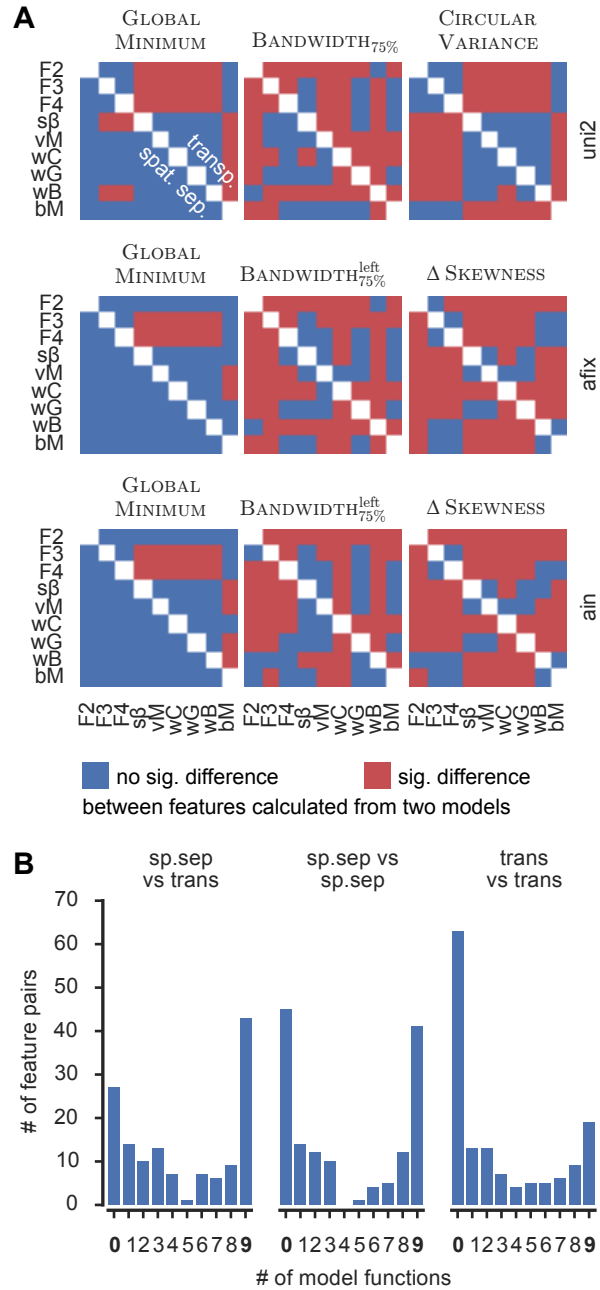 A
GLOBAL MINIMUM
BANDWIDTH75%
CIRCULAR VARIANCE
F2
F3
F4
sβ
vM
wC
wG
wB
bM
transp.
spat. sep.
uni2
GLOBAL MINIMUM
BANDWIDTH left 75%
Δ SKEWNESS
F2
F3
F4
sβ
vM
wC
wG
wB
bM
afix
GLOBAL MINIMUM
BANDWIDTH left 75%
Δ SKEWNESS
F2
F3
F4
sβ
vM
wC
wG
wB
bM
ain
F2 F3 F4 sβ vM wC wG wB bM
F2 F3 F4 sβ vM wC wG wB bM
F2 F3 F4 sβ vM wC wG wB bM
no sig. difference
sig. difference
between features calculated from two models
B
sp.sep vs trans
sp.sep vs sp.sep
trans vs trans
70
60
50
40
30
20
10
0
# of feature pairs
0 1 2 3 4 5 6 7 8 9
0 1 2 3 4 5 6 7 8 9
0 1 2 3 4 5 6 7 8 9
# of model functions